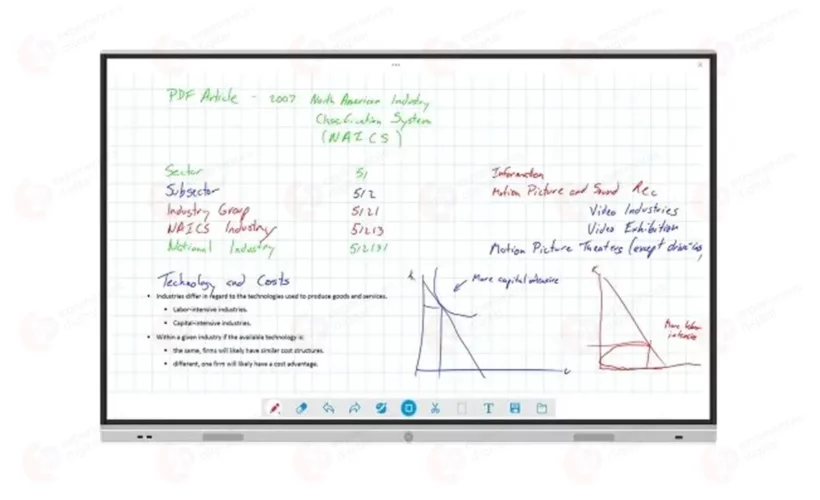 PDF Article - 2007 North American Industry
Classification System
(NAICS)
Sector 51 Information
Subsector 512 Motion Picture and Sound Rec
Industry Group 5121 Video Industries
NAICS Industry 51213 Video Exhibition
National Industry 512131 Motion Picture Theaters (except drive-ins)
Technology and Costs
• Industries differ in regard to the technologies used to produce goods and services.
• Labor-intensive industries.
• Capital-intensive industries.
• Within a given industry if the available technology is:
• the same, firms will likely have similar cost structures.
• different, one firm will likely have a cost advantage.
K
More capital intensive
L
K
More labor
intensive
T